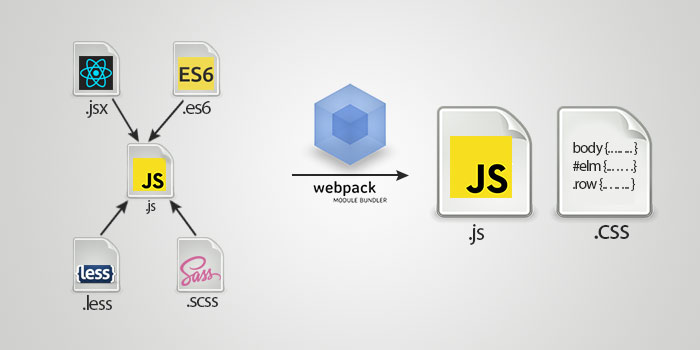 .jsx
ES6
.es6
JS
.js
{less}
.less
Sass
.scss
webpack
MODULE BUNDLER
JS
.js
body {.......}
#elm {.......}
.row {.......}
.CSS